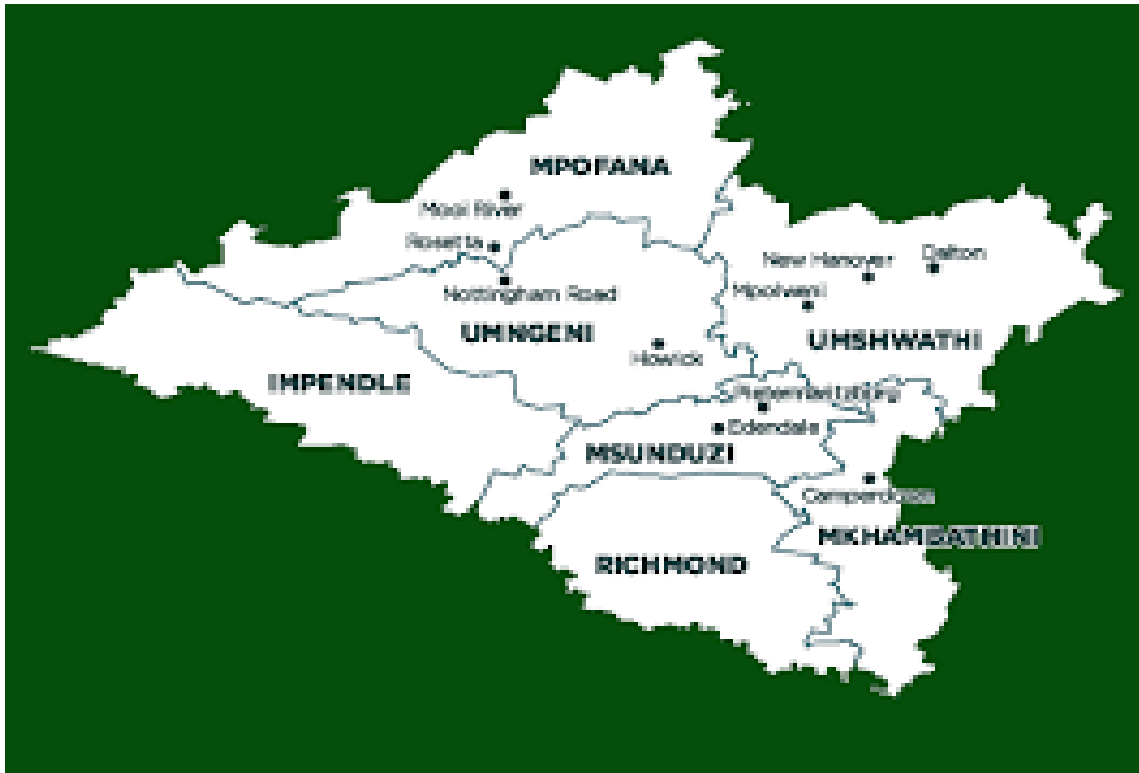 MPOFANA
Mooi River
Rosetta
Nottingham Road
New Hanover
Dalton
Mpolweni
UMNGENI
UMSHWATHI
Howick
IMPENDLE
Pietermaritzburg
Edendale
MSUNDUZI
Camperdown
MKHAMBATHINI
RICHMOND